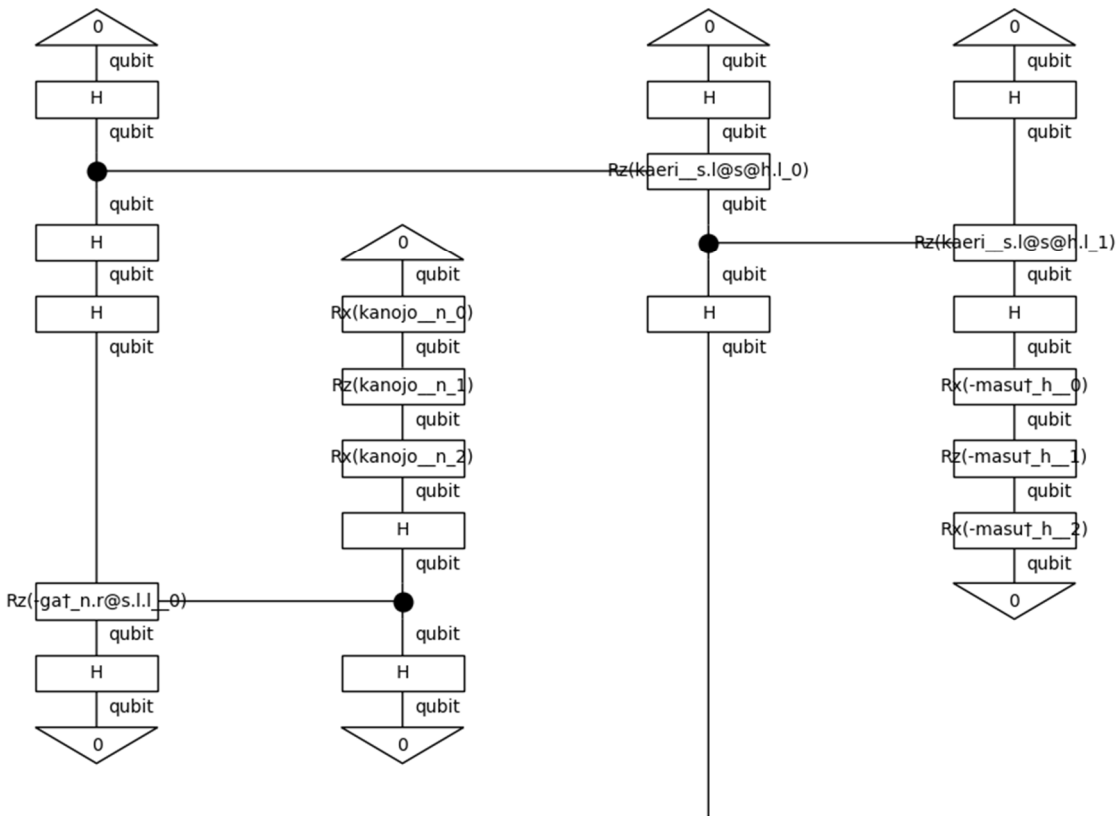 0 0 0
qubit qubit qubit
H H H
qubit qubit qubit
Rz(kaeri__s.l@s@h.l_0)
qubit qubit
H 0 Rz(kaeri__s.l@s@h.l_1)
qubit qubit qubit qubit
H Rx(kanojo__n_0) H H
qubit qubit qubit qubit
Rz(kanojo__n_1) Rx(-masu†_h__0)
qubit qubit
Rx(kanojo__n_2) Rz(-masu†_h__1)
qubit qubit
H Rx(-masu†_h__2)
qubit qubit
Rz(-ga†_n.r@s.l.l__0) 0
qubit qubit
H H
qubit qubit
0 0